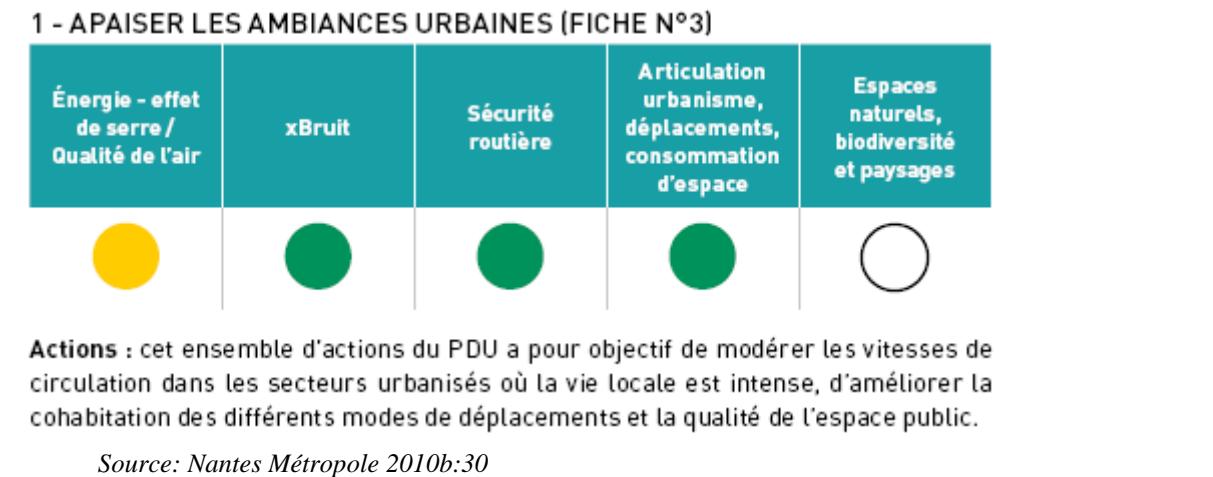 1 - APAISER LES AMBIANCES URBAINES (FICHE N°3)
Énergie - effet
de serre /
Qualité de l'air
xBruit
Sécurité
routière
Articulation
urbanisme,
déplacements,
consommation
d'espace
Espaces
naturels,
biodiversité
et paysages
Actions : cet ensemble d'actions du PDU a pour objectif de modérer les vitesses de
circulation dans les secteurs urbanisés où la vie locale est intense, d'améliorer la
cohabitation des différents modes de déplacements et la qualité de l'espace public.
Source: Nantes Métropole 2010b:30